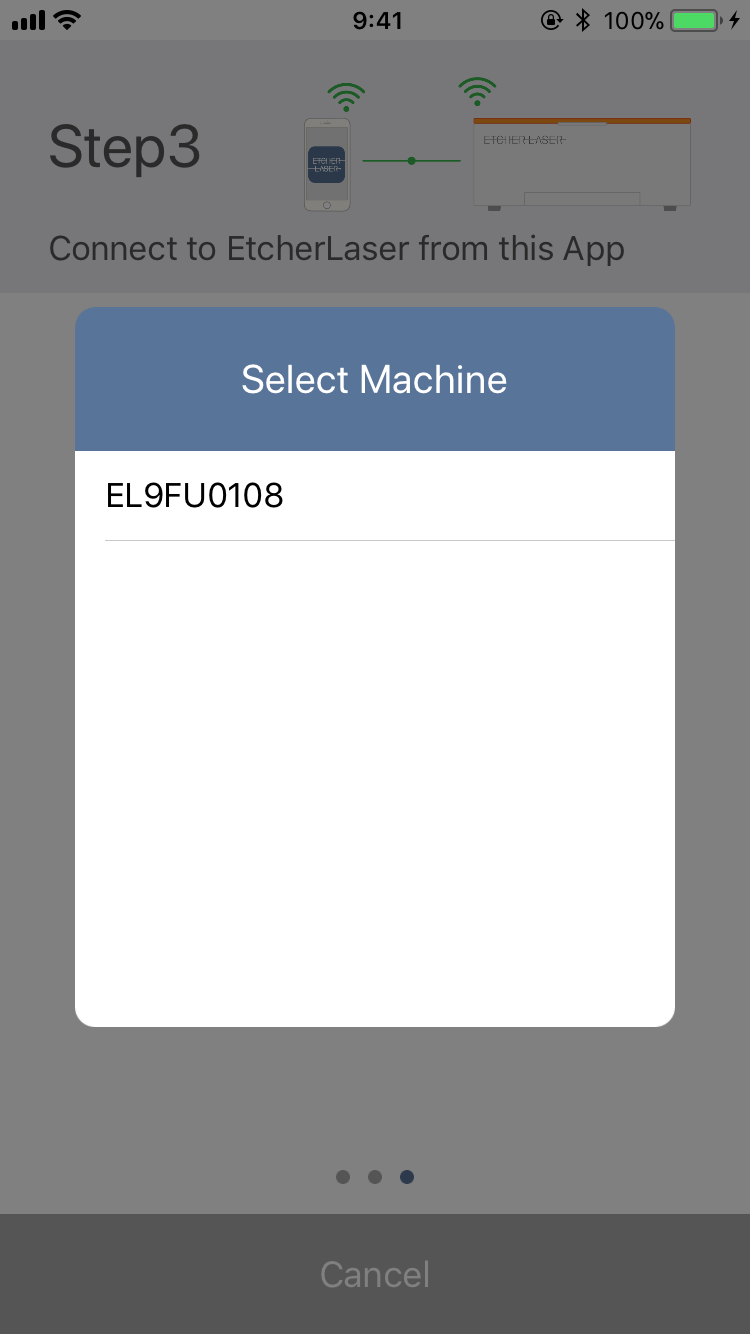 9:41
100%
Step3
ETCHER
LASER
ETCHER LASER
Connect to EtcherLaser from this App
Select Machine
EL9FU0108
Cancel